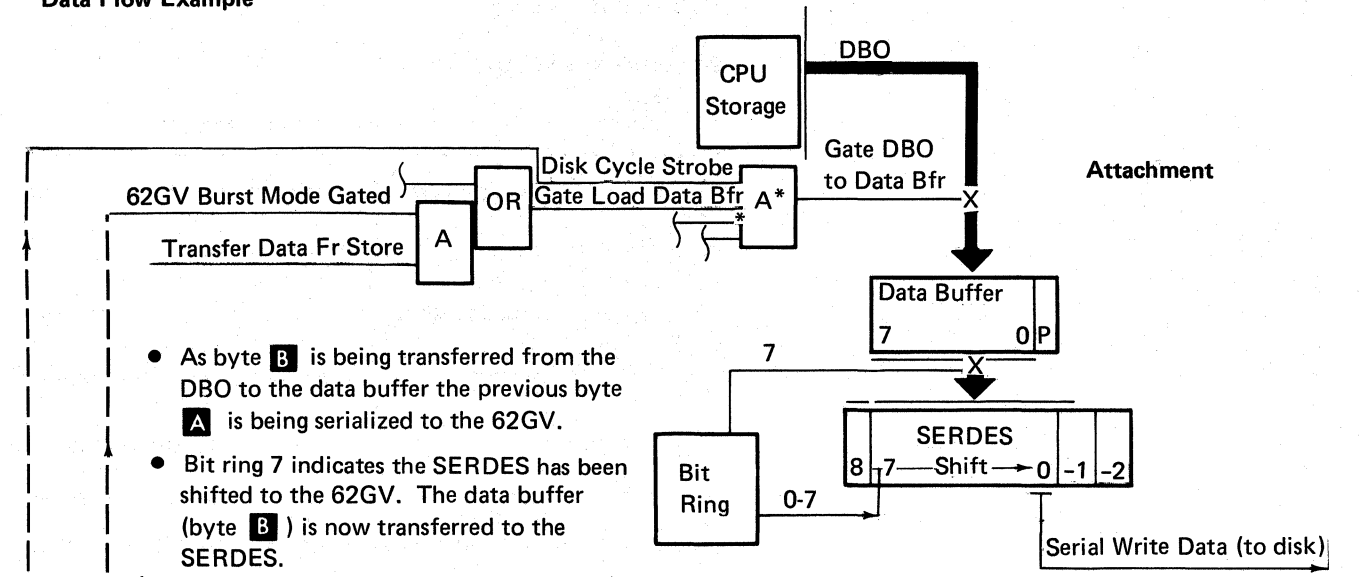 Data Flow Example
CPU
Storage
DBO
Gate DBO
to Data Bfr
Attachment
Disk Cycle Strobe
62GV Burst Mode Gated
OR
Gate Load Data Bfr
A*
*
A
Transfer Data Fr Store
Data Buffer
7 0 P
• As byte B is being transferred from the
DBO to the data buffer the previous byte
A is being serialized to the 62GV.
• Bit ring 7 indicates the SERDES has been
shifted to the 62GV. The data buffer
(byte B ) is now transferred to the
SERDES.
7
X
X
SERDES
8 7 Shift 0 -1 -2
Bit
Ring
0-7
Serial Write Data (to disk)